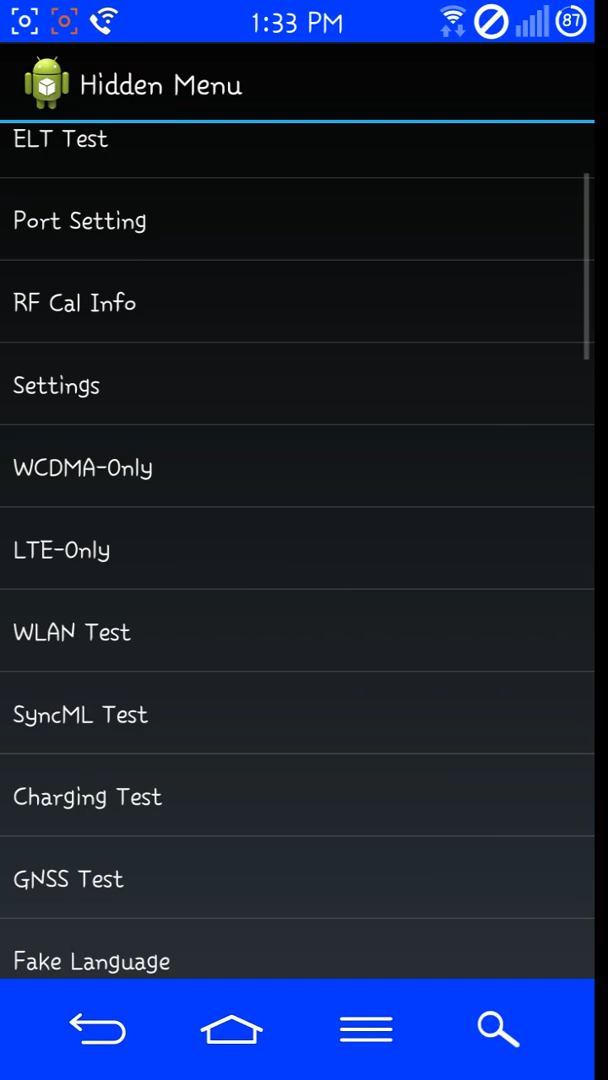 1:33 PM
87
Hidden Menu
ELT Test
Port Setting
RF Cal Info
Settings
WCDMA-Only
LTE-Only
WLAN Test
SyncML Test
Charging Test
GNSS Test
Fake Language